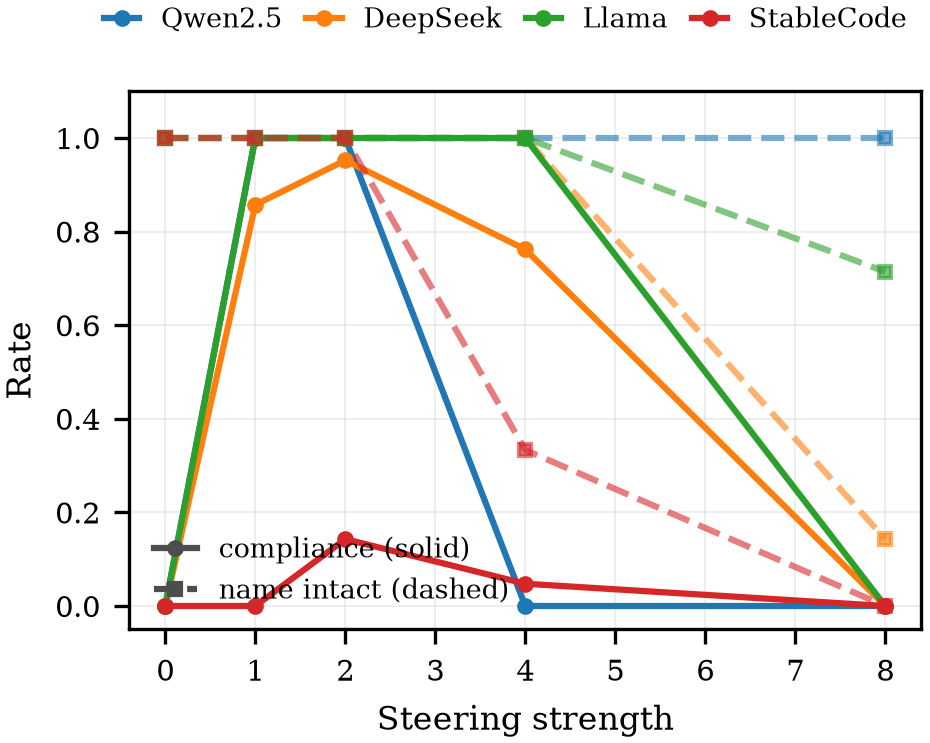 Qwen2.5 DeepSeek Llama StableCode
1.0
0.8
0.6
0.4
0.2
0.0
Rate
compliance (solid)
name intact (dashed)
0 1 2 3 4 5 6 7 8
Steering strength